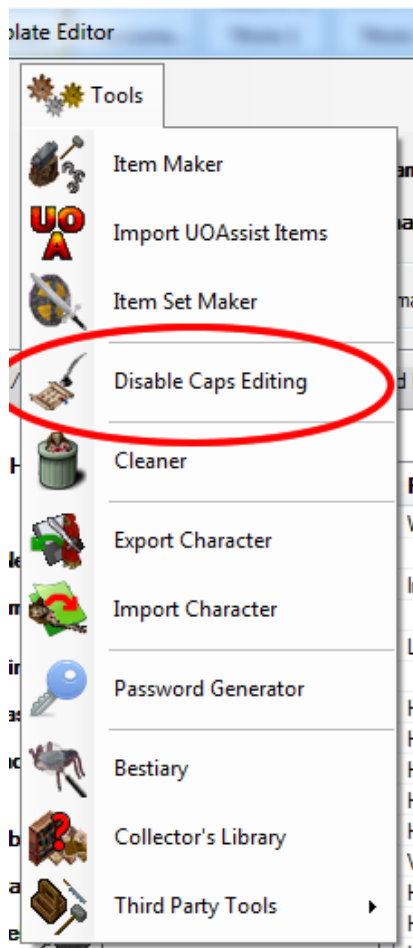 plate Editor
Tools
Item Maker
UO
A
Import UOAssist Items
Item Set Maker
Disable Caps Editing
Cleaner
Export Character
Import Character
Password Generator
Bestiary
Collector's Library
Third Party Tools